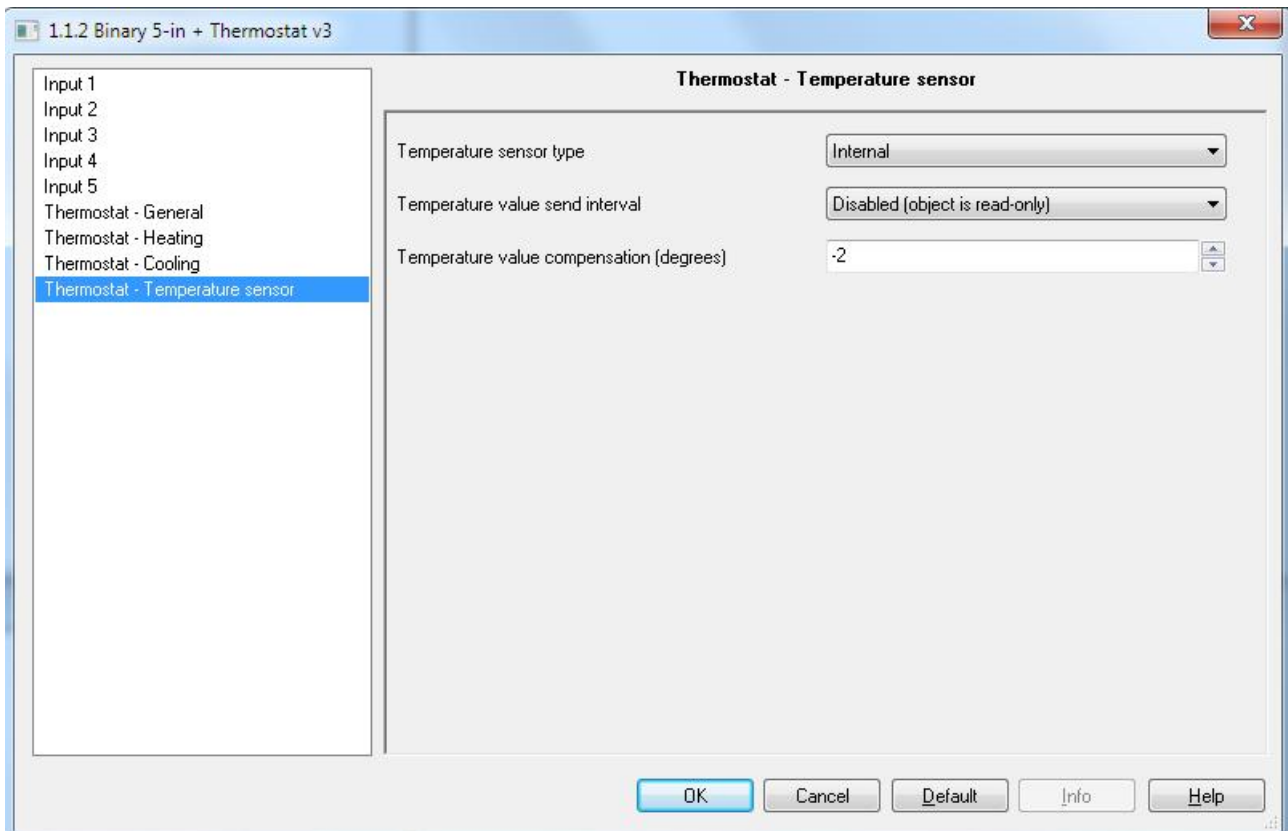 1.1.2 Binary 5-in + Thermostat v3
Input 1
Input 2
Input 3
Input 4
Input 5
Thermostat - General
Thermostat - Heating
Thermostat - Cooling
Thermostat - Temperature sensor
Thermostat - Temperature sensor
Temperature sensor type Internal
Temperature value send interval Disabled (object is read-only)
Temperature value compensation (degrees) -2
OK Cancel Default Info Help